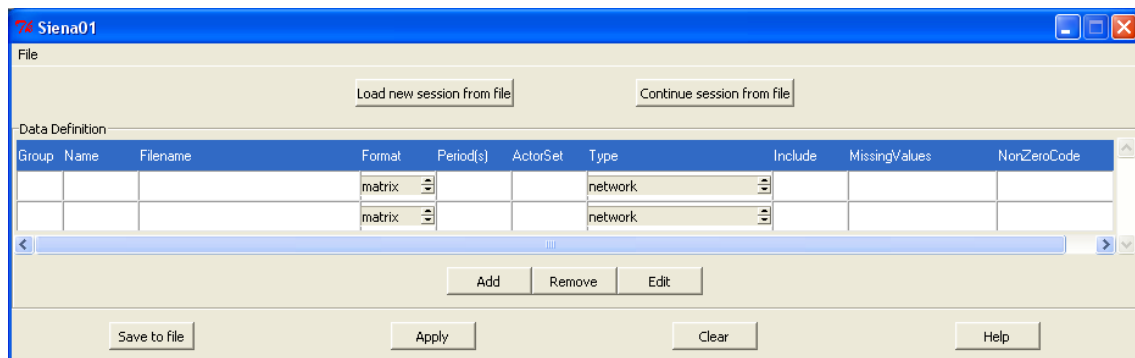 Siena01
File
Load new session from file Continue session from file
Data Definition
Group Name Filename Format Period(s) ActorSet Type Include MissingValues NonZeroCode
matrix network
matrix network
Add Remove Edit
Save to file Apply Clear Help